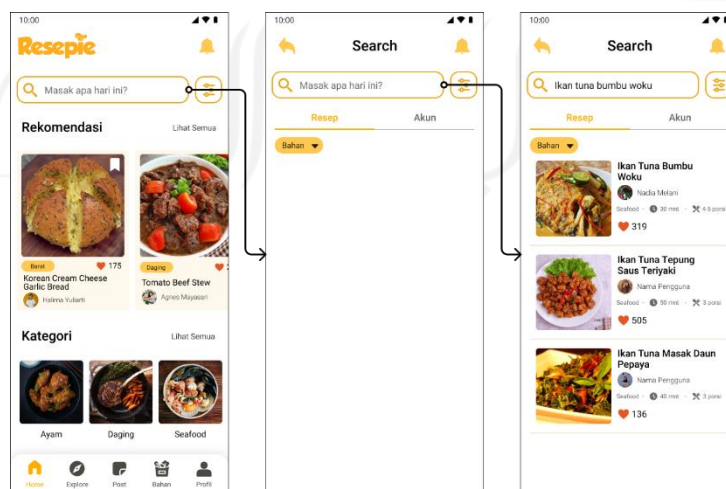 10:00
Resepie
Masak apa hari ini?
Rekomendasi
Lihat Semua
Barat
175
Korean Cream Cheese
Garlic Bread
Halima Yuliarti
Daging
Tomato Beef Stew
Agnes Mayasari
Kategori
Lihat Semua
Ayam
Daging
Seafood
Home
Explore
Post
Bahan
Profil
10:00
Search
Masak apa hari ini?
Resep
Akun
Bahan
10:00
Search
Ikan tuna bumbu woku
Resep
Akun
Bahan
Ikan Tuna Bumbu
Woku
Nadia Melani
Seafood · 30 mnt · 4-5 porsi
319
Ikan Tuna Tepung
Saus Teriyaki
Nama Pengguna
Seafood · 50 mnt · 3 porsi
505
Ikan Tuna Masak Daun
Pepaya
Nama Pengguna
Seafood · 40 mnt · 3 porsi
136